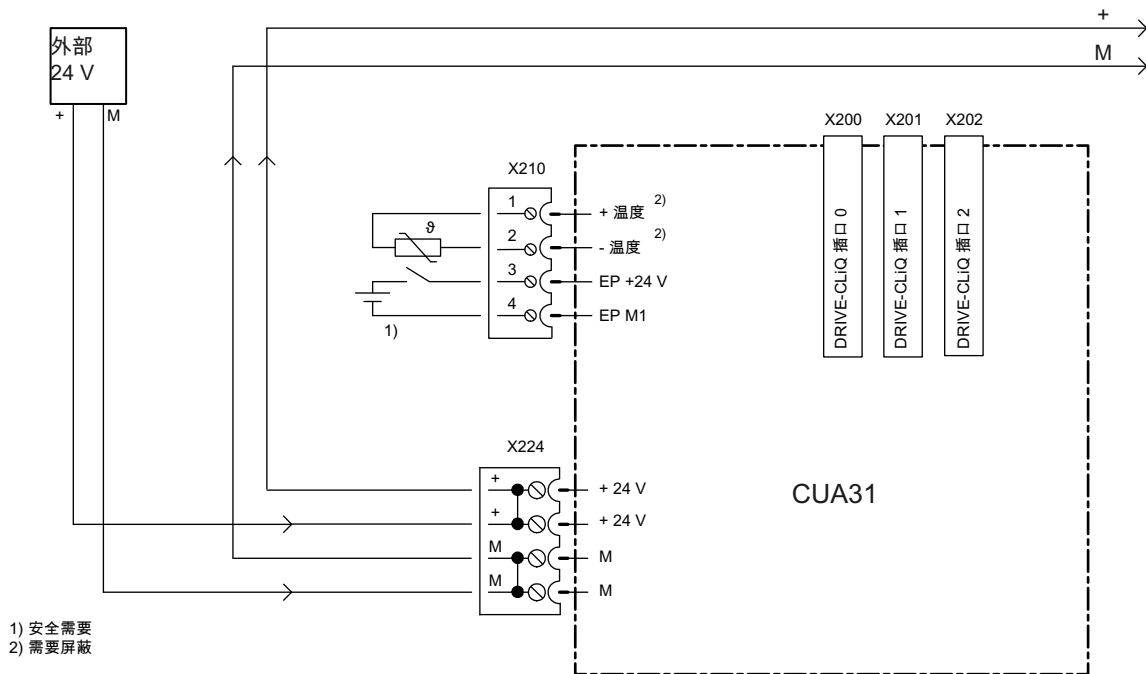 +
M
外部
24 V
+ M
X200 X201 X202
DRIVE-CLiQ 插口 0
DRIVE-CLiQ 插口 1
DRIVE-CLiQ 插口 2
X210
1
+ 温度 2)
ϑ
2
- 温度 2)
3
EP +24 V
4
EP M1
1)
X224
+
+ 24 V
+
+ 24 V
M
M
M
M
CUA31
1) 安全需要
2) 需要屏蔽